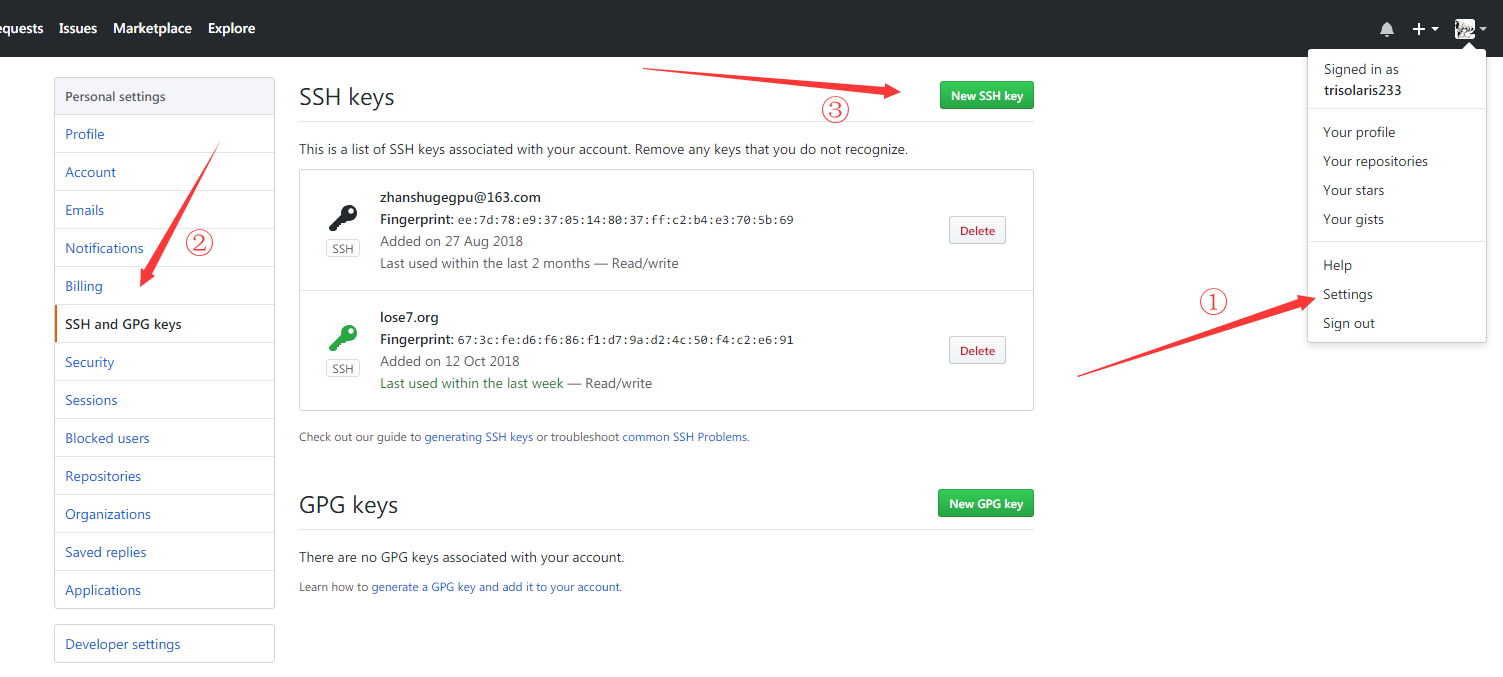 equests Issues Marketplace Explore
Signed in as
trisolaris233
Your profile
Your repositories
Your stars
Your gists
Help
Settings
Sign out
①
②
③
Personal settings
Profile
Account
Emails
Notifications
Billing
SSH and GPG keys
Security
Sessions
Blocked users
Repositories
Organizations
Saved replies
Applications
Developer settings
SSH keys
New SSH key
This is a list of SSH keys associated with your account. Remove any keys that you do not recognize.
zhanshugegpu@163.com
Fingerprint: ee:7d:78:e9:37:05:14:80:37:ff:c2:b4:e3:70:5b:69
Added on 27 Aug 2018
Last used within the last 2 months — Read/write
SSH
Delete
lose7.org
Fingerprint: 67:3c:fe:d6:f6:86:f1:d7:9a:d2:4c:50:f4:c2:e6:91
Added on 12 Oct 2018
Last used within the last week — Read/write
SSH
Delete
Check out our guide to generating SSH keys or troubleshoot common SSH Problems.
GPG keys
New GPG key
There are no GPG keys associated with your account.
Learn how to generate a GPG key and add it to your account.